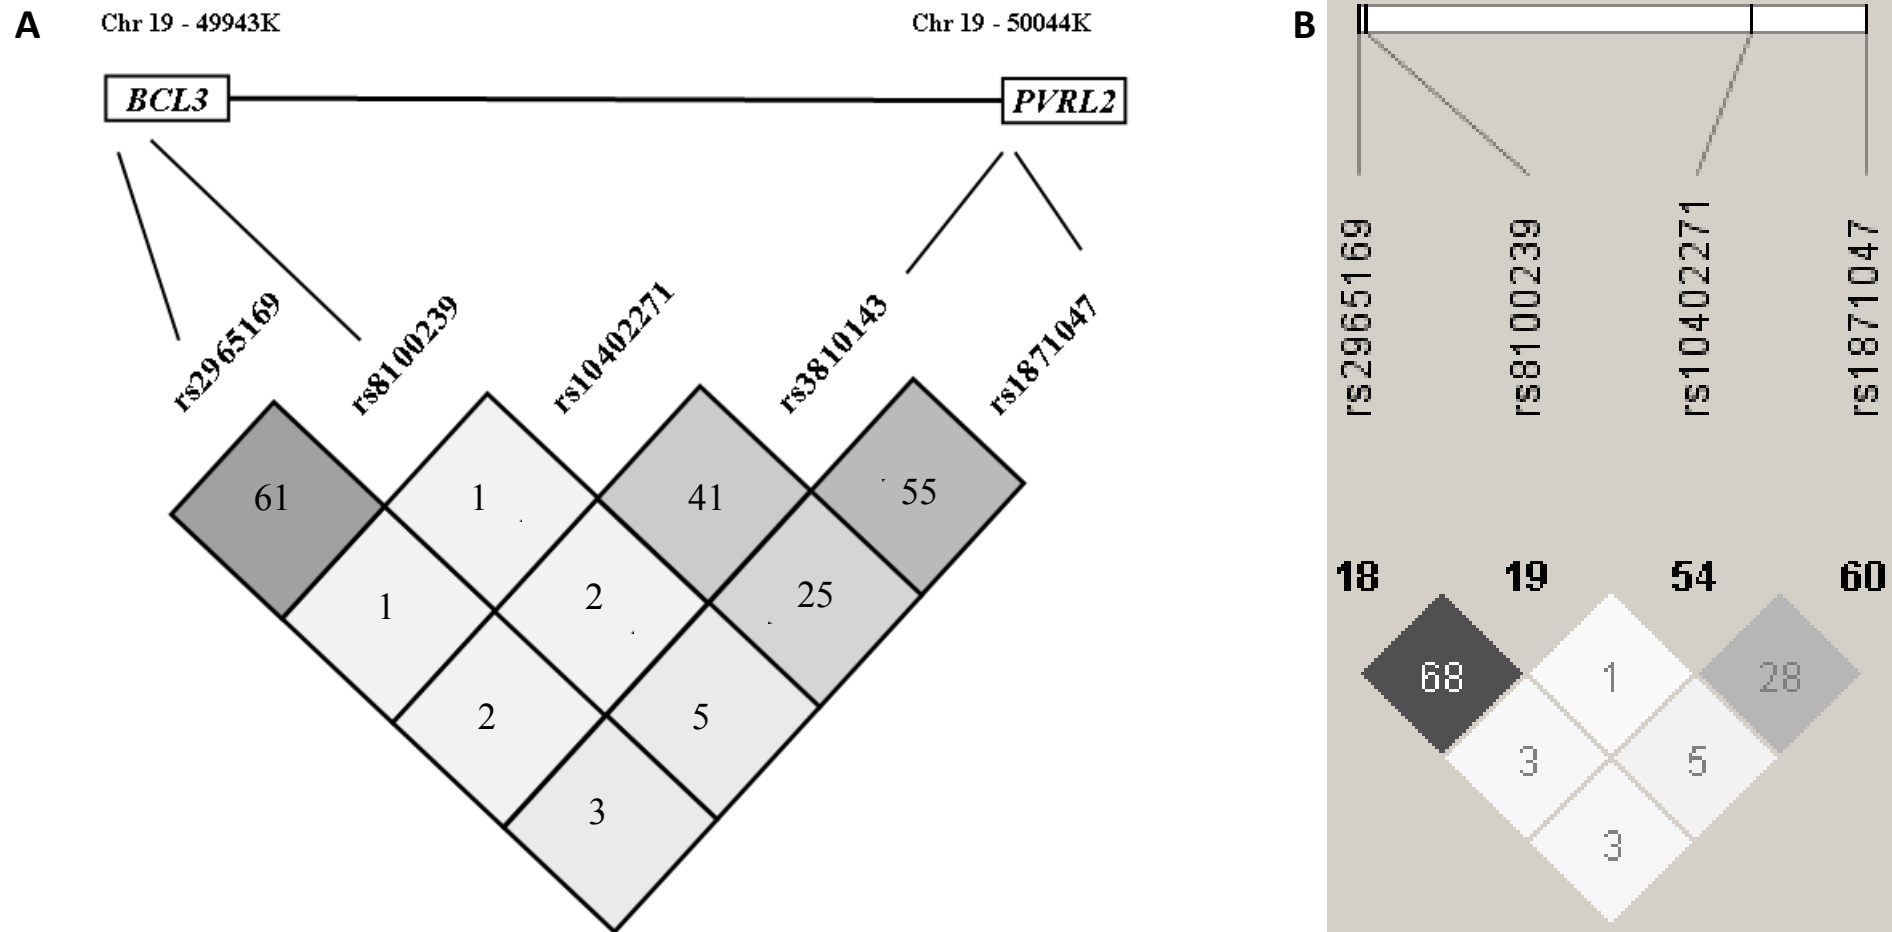 A
Chr 19 - 49943K
Chr 19 - 50044K
BCL3
PVRL2
rs2965169
rs8100239
rs10402271
rs3810143
rs1871047
61
1
41
55
1
2
25
2
5
3
B
rs2965169
rs8100239
rs10402271
rs1871047
18 19 54 60
68
1
28
3
5
3